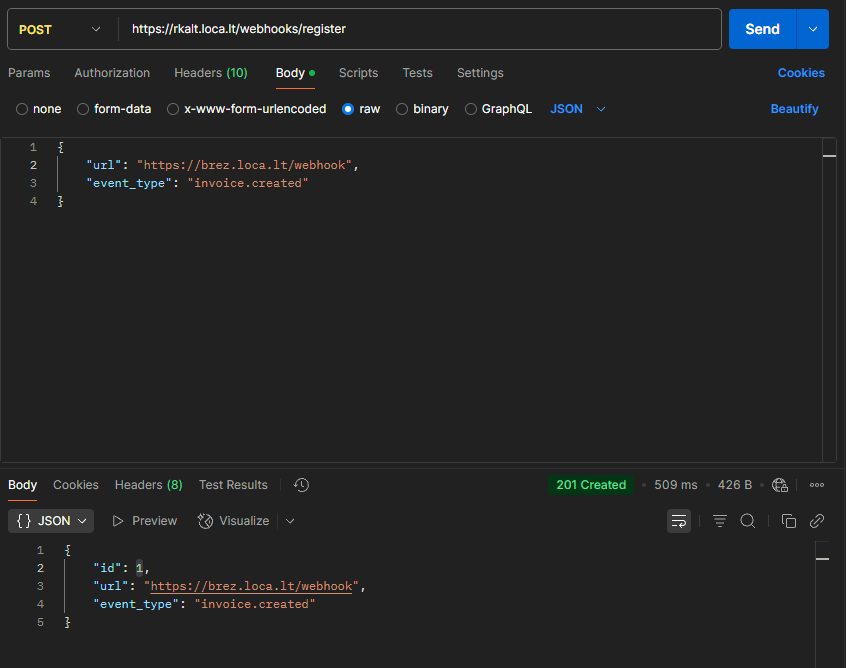 POST https://rkalt.loca.lt/webhooks/register Send
Params Authorization Headers (10) Body Scripts Tests Settings Cookies
none form-data x-www-form-urlencoded raw binary GraphQL JSON Beautify
1 {
2 "url": "https://brez.loca.lt/webhook",
3 "event_type": "invoice.created"
4 }
Body Cookies Headers (8) Test Results 201 Created 509 ms 426 B
{} JSON Preview Visualize
1 {
2 "id": 1,
3 "url": "https://brez.loca.lt/webhook",
4 "event_type": "invoice.created"
5 }